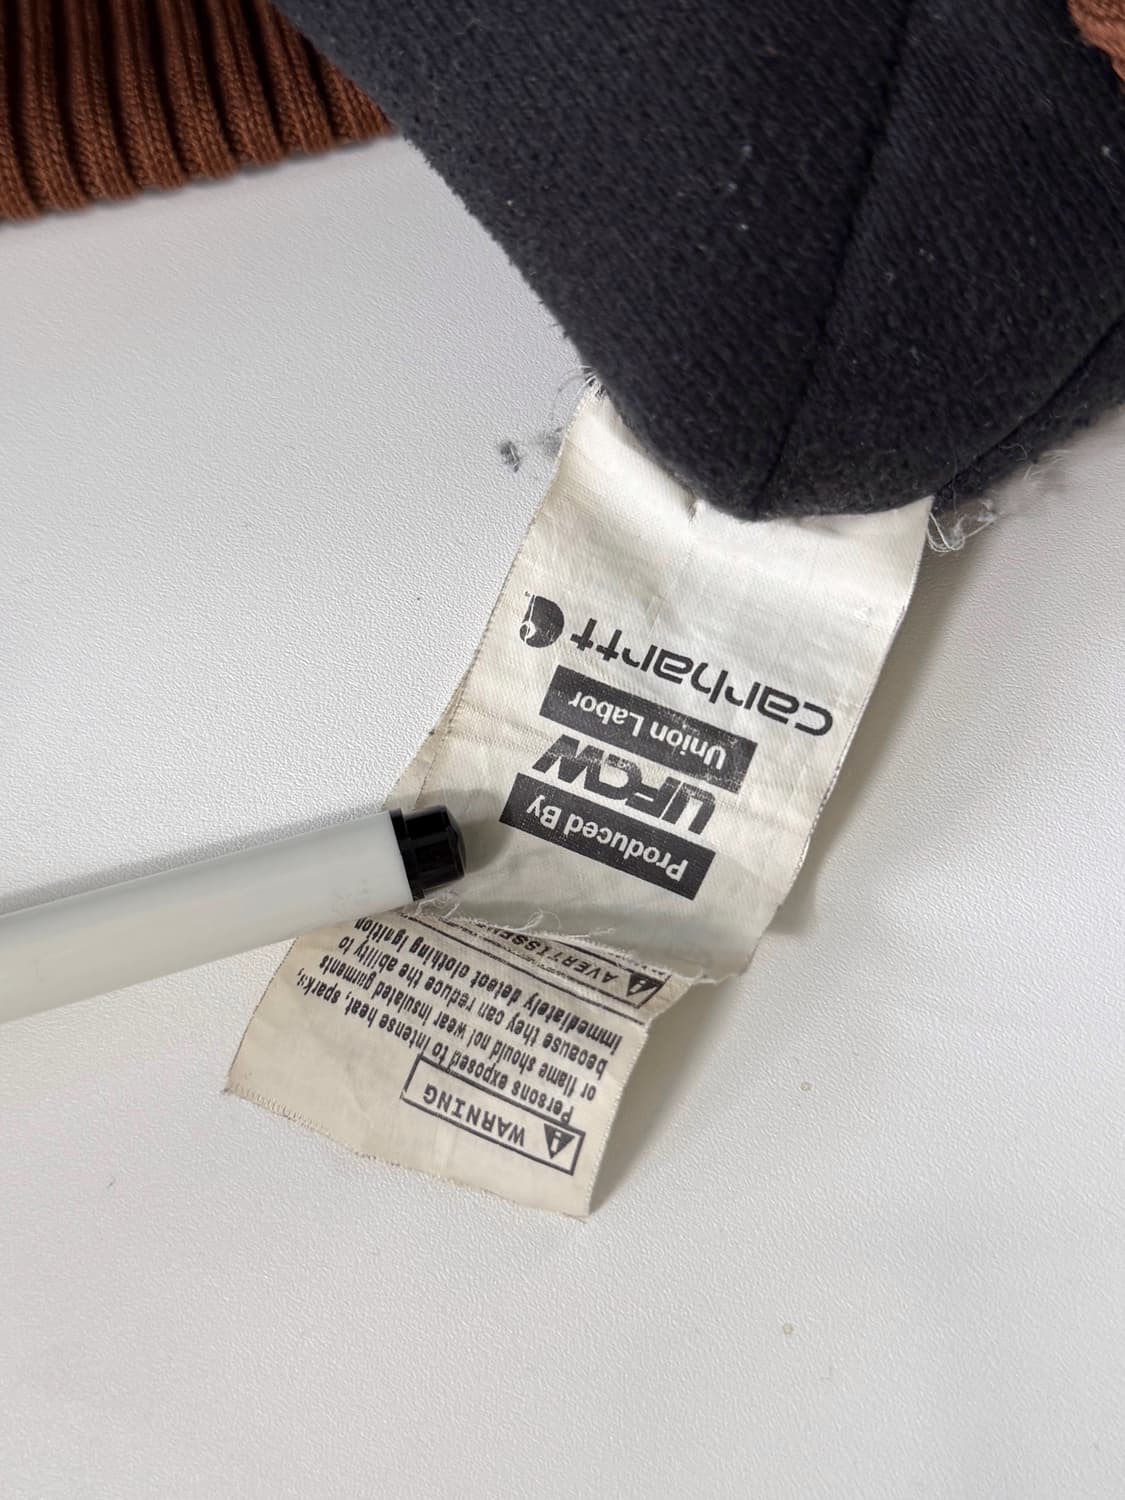 WARNING
Persons exposed to intense heat, sparks,
or flame should not wear insulated garments
because they can reduce the ability to
immediately detect clothing ignition
Produced By
UFCW
Union Labor
carhartt